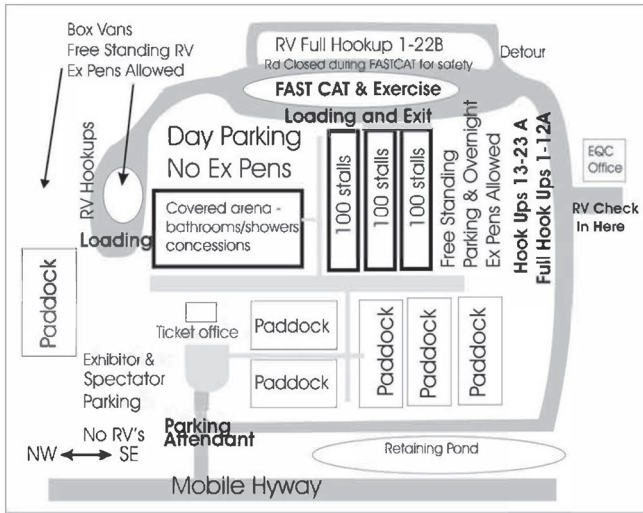 Box Vans
Free Standing RV
Ex Pens Allowed
RV Full Hookup 1-22B
Rd Closed during FASTCAT for safety
Detour
FAST CAT & Exercise
Loading and Exit
RV Hookups
Day Parking
No Ex Pens
Covered arena -
bathrooms/showers
concessions
Loading
100 stalls
100 stalls
100 stalls
Free Standing
Parking & Overnight
Ex Pens Allowed
Hook Ups 13-23 A
Full Hook Ups 1-12A
EQC
Office
RV Check
In Here
Paddock
Ticket office
Paddock
Paddock
Paddock
Paddock
Paddock
Exhibitor &
Spectator
Parking
No RV's
NW SE
Parking
Attendant
Retaining Pond
Mobile Hyway